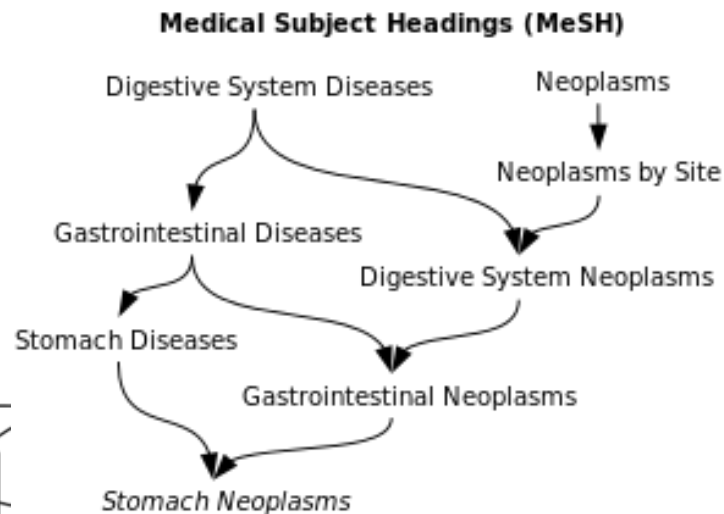 Medical Subject Headings (MeSH)
Digestive System Diseases
Neoplasms
Neoplasms by Site
Gastrointestinal Diseases
Digestive System Neoplasms
Stomach Diseases
Gastrointestinal Neoplasms
Stomach Neoplasms